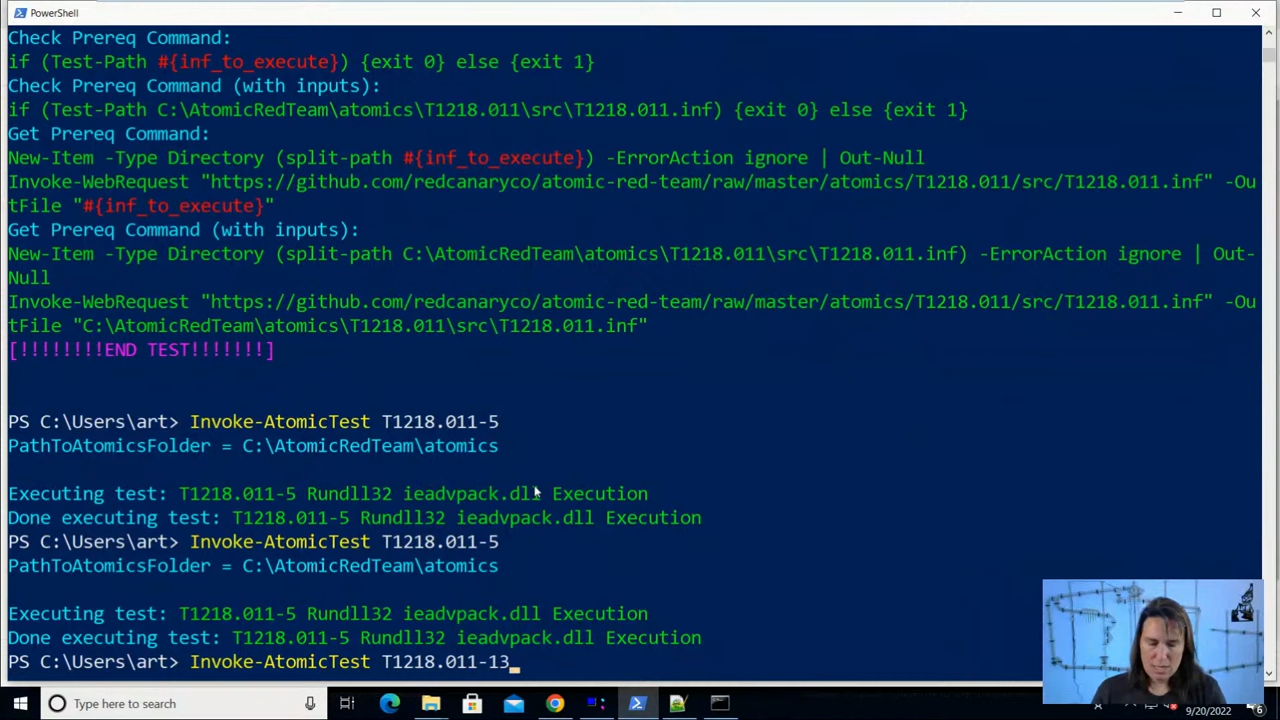 PowerShell
Check Prereq Command:
if (Test-Path #{inf_to_execute}) {exit 0} else {exit 1}
Check Prereq Command (with inputs):
if (Test-Path C:\AtomicRedTeam\atomics\T1218.011\src\T1218.011.inf) {exit 0} else {exit 1}
Get Prereq Command:
New-Item -Type Directory (split-path #{inf_to_execute}) -ErrorAction ignore | Out-Null
Invoke-WebRequest "https://github.com/redcanaryco/atomic-red-team/raw/master/atomics/T1218.011/src/T1218.011.inf" -Ou
tFile "#{inf_to_execute}"
Get Prereq Command (with inputs):
New-Item -Type Directory (split-path C:\AtomicRedTeam\atomics\T1218.011\src\T1218.011.inf) -ErrorAction ignore | Out-
Null
Invoke-WebRequest "https://github.com/redcanaryco/atomic-red-team/raw/master/atomics/T1218.011/src/T1218.011.inf" -Ou
tFile "C:\AtomicRedTeam\atomics\T1218.011\src\T1218.011.inf"
[!!!!!!!!END TEST!!!!!!!]
PS C:\Users\art> Invoke-AtomicTest T1218.011-5
PathToAtomicsFolder = C:\AtomicRedTeam\atomics
Executing test: T1218.011-5 Rundll32 ieadvpack.dll Execution
Done executing test: T1218.011-5 Rundll32 ieadvpack.dll Execution
PS C:\Users\art> Invoke-AtomicTest T1218.011-5
PathToAtomicsFolder = C:\AtomicRedTeam\atomics
Executing test: T1218.011-5 Rundll32 ieadvpack.dll Execution
Done executing test: T1218.011-5 Rundll32 ieadvpack.dll Execution
PS C:\Users\art> Invoke-AtomicTest T1218.011-13_
Type here to search
9/20/2022
6